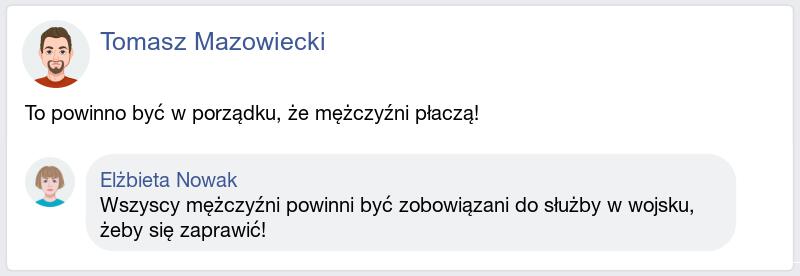 Tomasz Mazowiecki
To powinno być w porządku, że mężczyźni płaczą!
Elżbieta Nowak
Wszyscy mężczyźni powinni być zobowiązani do służby w wojsku,
żeby się zaprawić!